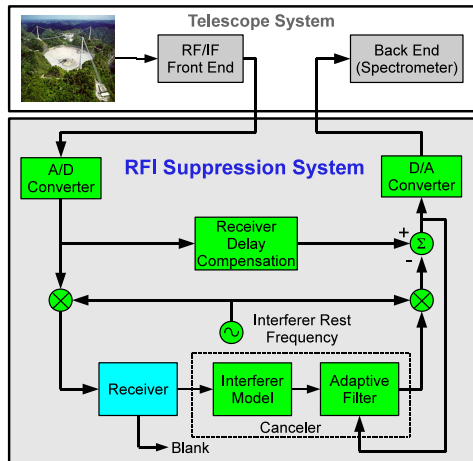 Telescope System
RF/IF
Front End
Back End
(Spectrometer)
A/D
Converter
RFI Suppression System
D/A
Converter
Receiver
Delay
Compensation
+
Σ
-
Interferer Rest
Frequency
Receiver
Interferer
Model
Adaptive
Filter
Canceler
Blank